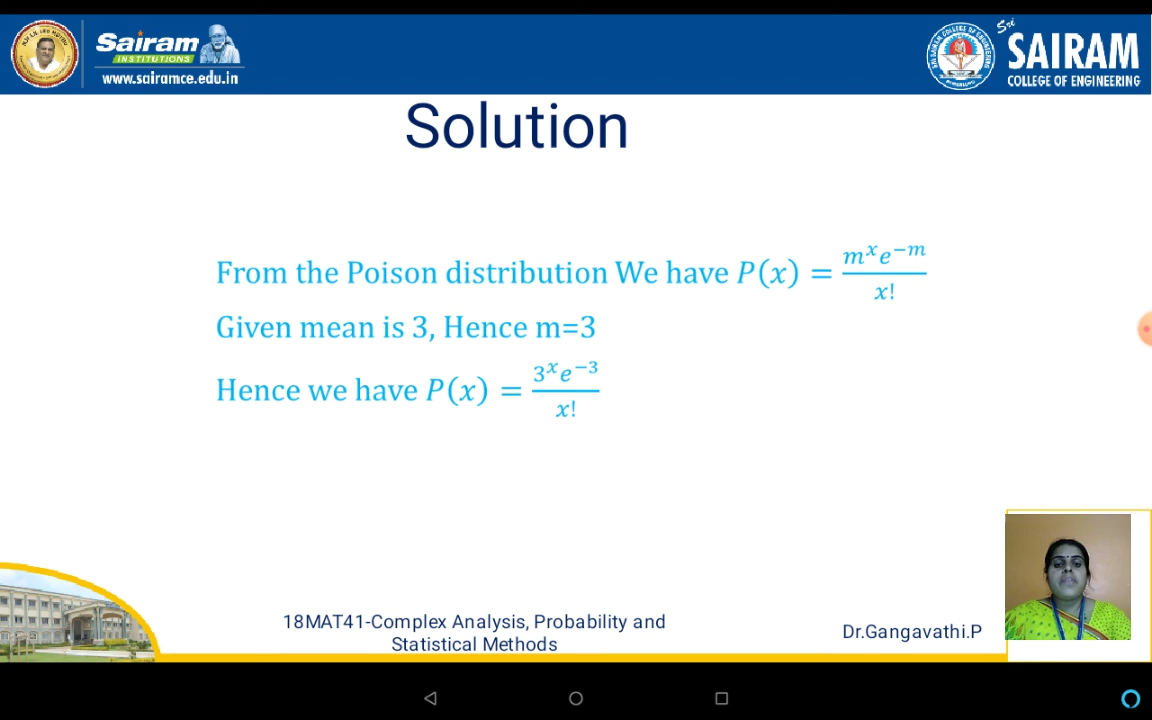 Sairam
INSTITUTIONS
www.sairamce.edu.in
Sri
SAIRAM
COLLEGE OF ENGINEERING
Solution
From the Poison distribution We have P(x) = m^x e^{-m} / x!
Given mean is 3, Hence m=3
Hence we have P(x) = 3^x e^{-3} / x!
18MAT41-Complex Analysis, Probability and
Statistical Methods
Dr.Gangavathi.P